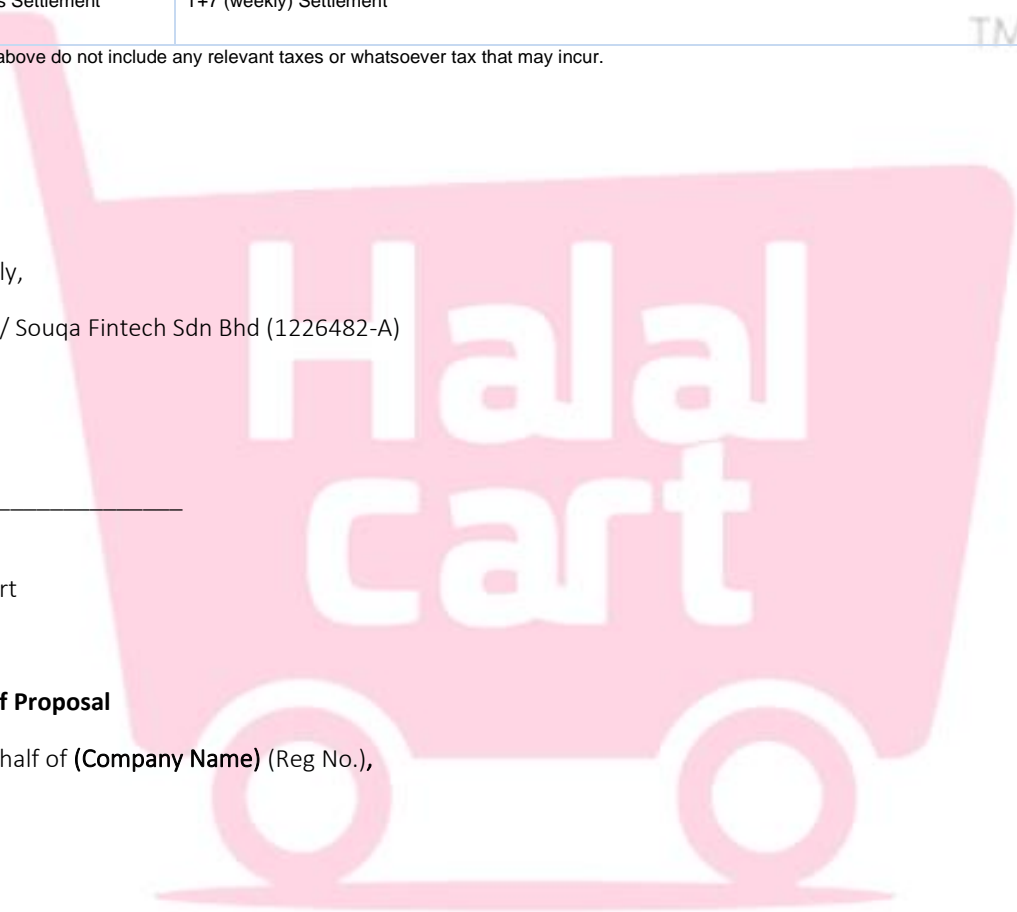 s Settlement T+7 (weekly) Settlement
TM
above do not include any relevant taxes or whatsoever tax that may incur.
ly,
/ Souqa Fintech Sdn Bhd (1226482-A)
Halal
cart
rt
f Proposal
half of (Company Name) (Reg No.),